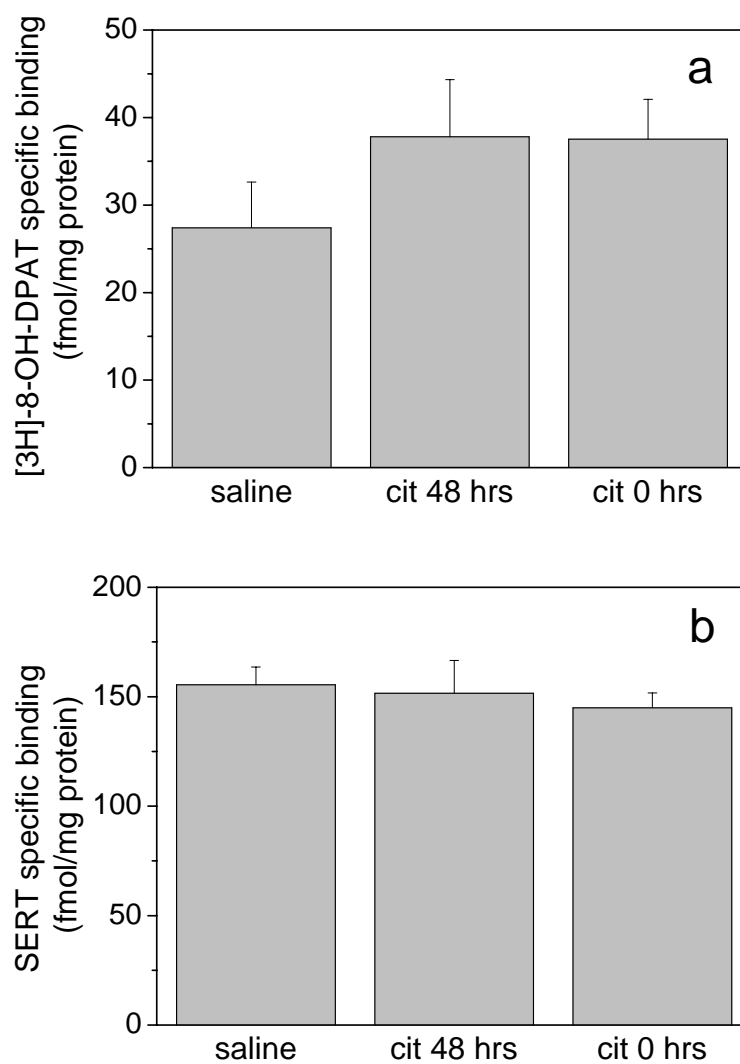 50
40
30
20
10
0
[3H]-8-OH-DPAT specific binding
(fmol/mg protein)
a
saline
cit 48 hrs
cit 0 hrs
200
150
100
50
0
SERT specific binding
(fmol/mg protein)
b
saline
cit 48 hrs
cit 0 hrs